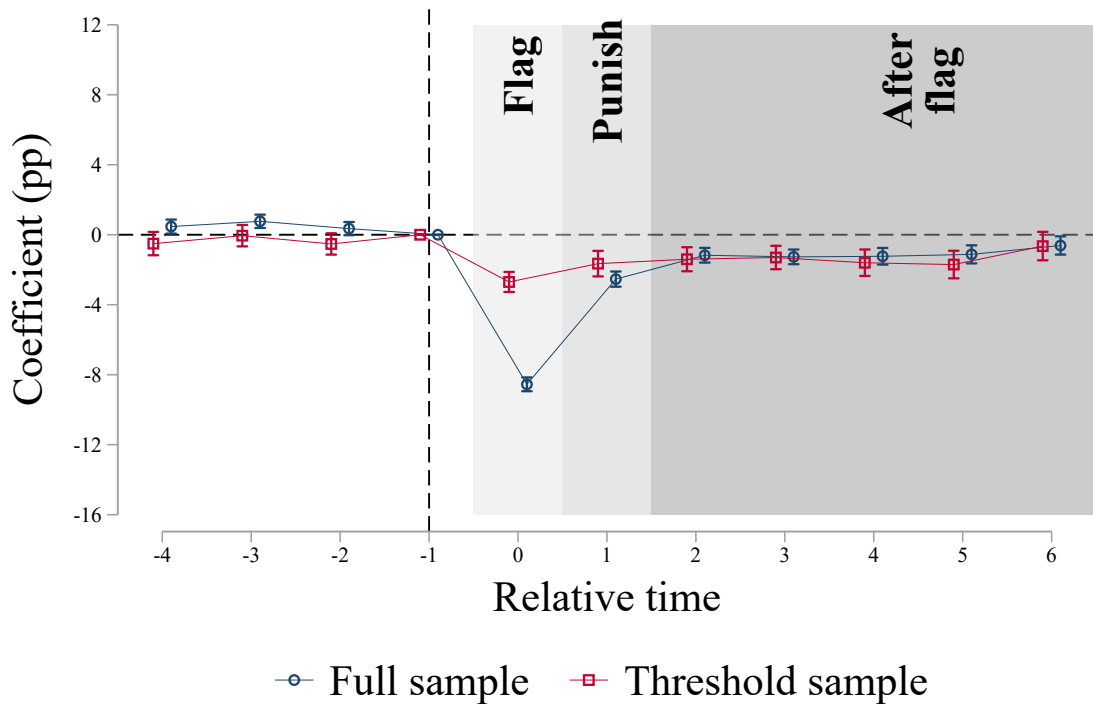 12
8
4
0
-4
-8
-12
-16
Coefficient (pp)
Flag
Punish
After
flag
-4 -3 -2 -1 0 1 2 3 4 5 6
Relative time
Full sample Threshold sample